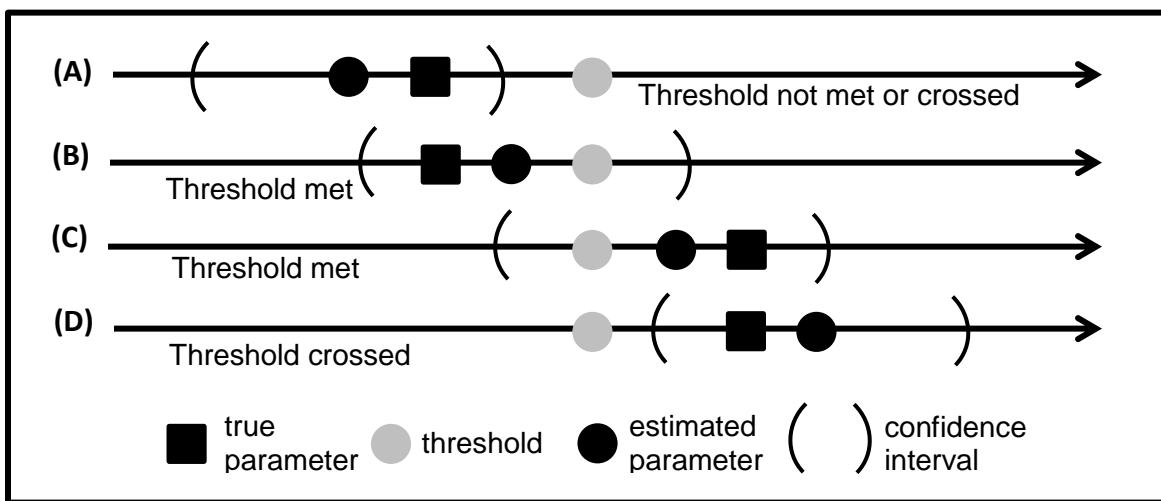 (A)
Threshold not met or crossed
(B)
Threshold met
(C)
Threshold met
(D)
Threshold crossed
true
parameter
threshold
estimated
parameter
confidence
interval